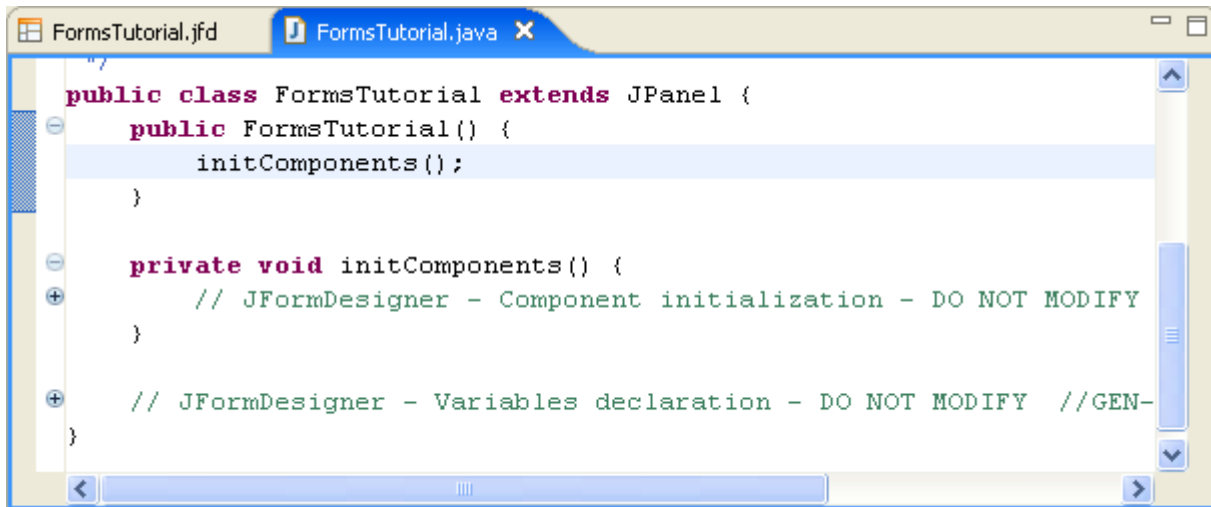 FormsTutorial.jfd FormsTutorial.java
*/
public class FormsTutorial extends JPanel {
public FormsTutorial() {
initComponents();
}
private void initComponents() {
// JFormDesigner - Component initialization - DO NOT MODIFY
}
// JFormDesigner - Variables declaration - DO NOT MODIFY //GEN-
}